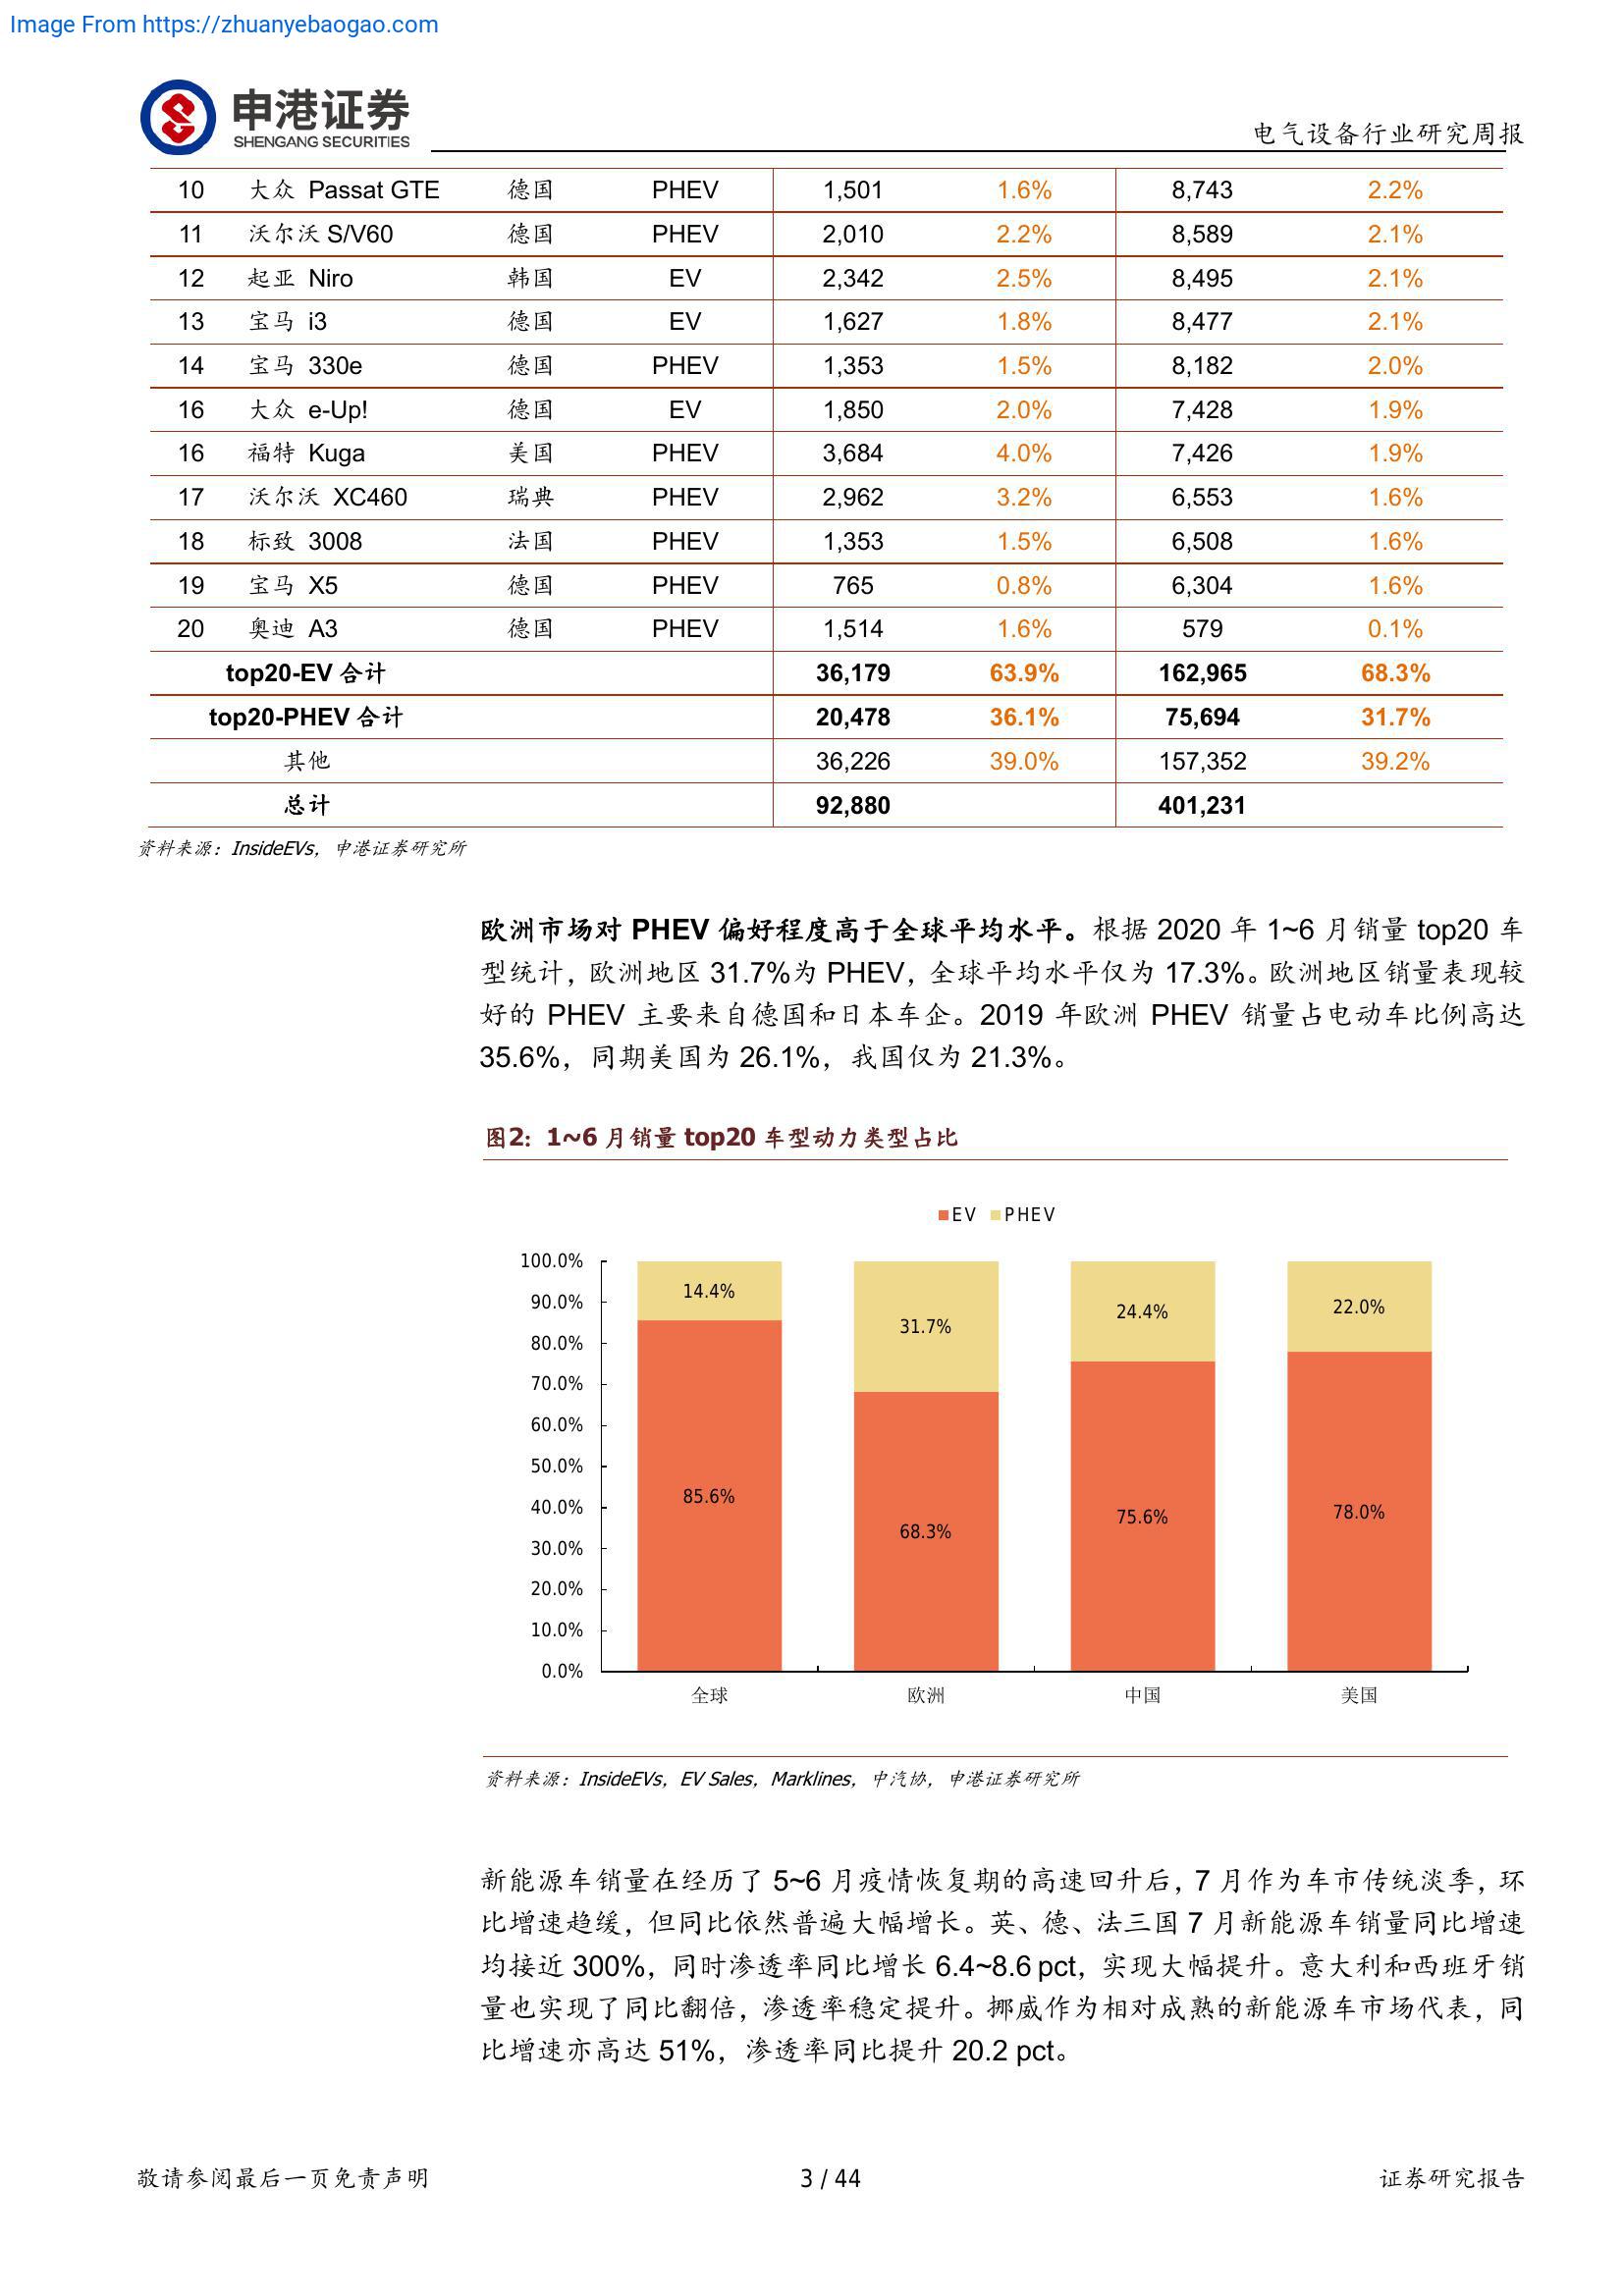 Image From https://zhuanyebaogao.com
申港证券
SHENGANG SECURITIES
电气设备行业研究周报
10 大众 Passat GTE 德国 PHEV 1,501 1.6% 8,743 2.2%
11 沃尔沃 S/V60 德国 PHEV 2,010 2.2% 8,589 2.1%
12 起亚 Niro 韩国 EV 2,342 2.5% 8,495 2.1%
13 宝马 i3 德国 EV 1,627 1.8% 8,477 2.1%
14 宝马 330e 德国 PHEV 1,353 1.5% 8,182 2.0%
16 大众 e-Up! 德国 EV 1,850 2.0% 7,428 1.9%
16 福特 Kuga 美国 PHEV 3,684 4.0% 7,426 1.9%
17 沃尔沃 XC460 瑞典 PHEV 2,962 3.2% 6,553 1.6%
18 标致 3008 法国 PHEV 1,353 1.5% 6,508 1.6%
19 宝马 X5 德国 PHEV 765 0.8% 6,304 1.6%
20 奥迪 A3 德国 PHEV 1,514 1.6% 579 0.1%
top20-EV 合计 36,179 63.9% 162,965 68.3%
top20-PHEV 合计 20,478 36.1% 75,694 31.7%
其他 36,226 39.0% 157,352 39.2%
总计 92,880 401,231
资料来源：InsideEVs，申港证券研究所
欧洲市场对 PHEV 偏好程度高于全球平均水平。根据 2020 年 1~6 月销量 top20 车
型统计，欧洲地区 31.7%为 PHEV，全球平均水平仅为 17.3%。欧洲地区销量表现较
好的 PHEV 主要来自德国和日本车企。2019 年欧洲 PHEV 销量占电动车比例高达
35.6%，同期美国为 26.1%，我国仅为 21.3%。
图2：1~6 月销量 top20 车型动力类型占比
EV PHEV
100.0%
90.0%
80.0%
70.0%
60.0%
50.0%
40.0%
30.0%
20.0%
10.0%
0.0%
14.4% 31.7% 24.4% 22.0%
85.6% 68.3% 75.6% 78.0%
全球 欧洲 中国 美国
资料来源：InsideEVs，EV Sales，Marklines，中汽协，申港证券研究所
新能源车销量在经历了 5~6 月疫情恢复期的高速回升后，7 月作为车市传统淡季，环
比增速趋缓，但同比依然普遍大幅增长。英、德、法三国 7 月新能源车销量同比增速
均接近 300%，同时渗透率同比增长 6.4~8.6 pct，实现大幅提升。意大利和西班牙销
量也实现了同比翻倍，渗透率稳定提升。挪威作为相对成熟的新能源车市场代表，同
比增速亦高达 51%，渗透率同比提升 20.2 pct。
敬请参阅最后一页免责声明 3 / 44 证券研究报告